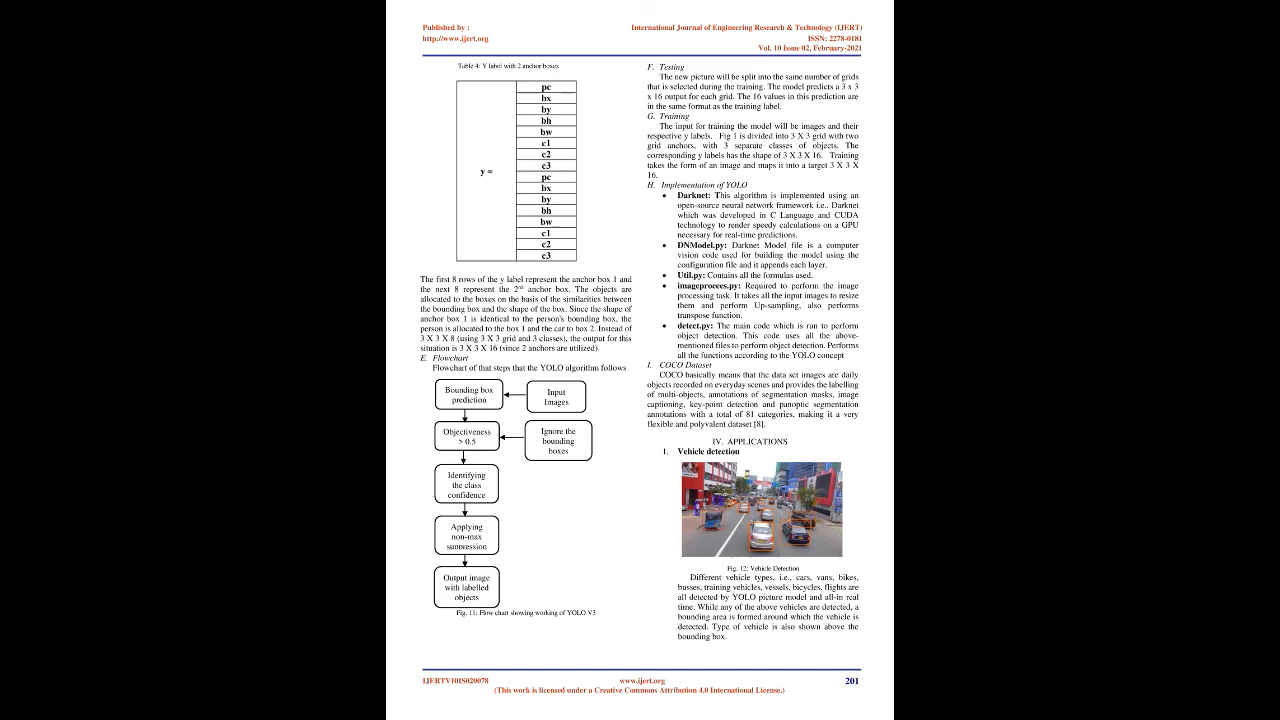 Published by :
http://www.ijert.org
International Journal of Engineering Research & Technology (IJERT)
ISSN: 2278-0181
Vol. 10 Issue 02, February-2021
Table 4: Y label with 2 anchor boxes
y =
pc
bx
by
bh
bw
c1
c2
c3
pc
bx
by
bh
bw
c1
c2
c3
The first 8 rows of the y label represent the anchor box 1 and
the next 8 represent the 2nd anchor box. The objects are
allocated to the boxes on the basis of the similarities between
the bounding box and the shape of the box. Since the shape of
anchor box 1 is identical to the person's bounding box, the
person is allocated to the box 1 and the car to box 2. Instead of
3 X 3 X 8 (using 3 X 3 grid and 3 classes), the output for this
situation is 3 X 3 X 16 (since 2 anchors are utilized).
E. Flowchart
Flowchart of that steps that the YOLO algorithm follows
Bounding box
prediction
Input
Images
Objectiveness
> 0.5
Ignore the
bounding
boxes
Identifying
the class
confidence
Applying
non-max
suppression
Output image
with labelled
objects
Fig. 11: Flow chart showing working of YOLO V3
F. Testing
The new picture will be split into the same number of grids
that is selected during the training. The model predicts a 3 x 3
x 16 output for each grid. The 16 values in this prediction are
in the same format as the training label.
G. Training
The input for training the model will be images and their
respective y labels. Fig 1 is divided into 3 X 3 grid with two
grid anchors, with 3 separate classes of objects. The
corresponding y labels has the shape of 3 X 3 X 16. Training
takes the form of an image and maps it into a target 3 X 3 X
16.
H. Implementation of YOLO
• Darknet: This algorithm is implemented using an
open-source neural network framework i.e., Darknet
which was developed in C Language and CUDA
technology to render speedy calculations on a GPU
necessary for real-time predictions.
• DNModel.py: Darknet Model file is a computer
vision code used for building the model using the
configuration file and it appends each layer.
• Util.py: Contains all the formulas used.
• imageprocees.py: Required to perform the image
processing task. It takes all the input images to resize
them and perform Up-sampling, also performs
transpose function.
• detect.py: The main code which is run to perform
object detection. This code uses all the above-
mentioned files to perform object detection. Performs
all the functions according to the YOLO concept
I. COCO Dataset
COCO basically means that the data set images are daily
objects recorded on everyday scenes and provides the labelling
of multi-objects, annotations of segmentation masks, image
captioning, key-point detection and panoptic segmentation
annotations with a total of 81 categories, making it a very
flexible and polyvalent dataset [8].
IV. APPLICATIONS
1. Vehicle detection
Fig. 12: Vehicle Detection
Different vehicle types, i.e., cars, vans, bikes,
busses, training vehicles, vessels, bicycles, flights are
all detected by YOLO picture model and all-in real
time. While any of the above vehicles are detected, a
bounding area is formed around which the vehicle is
detected. Type of vehicle is also shown above the
bounding box.
IJERTV10IS020078
www.ijert.org
201
(This work is licensed under a Creative Commons Attribution 4.0 International License.)